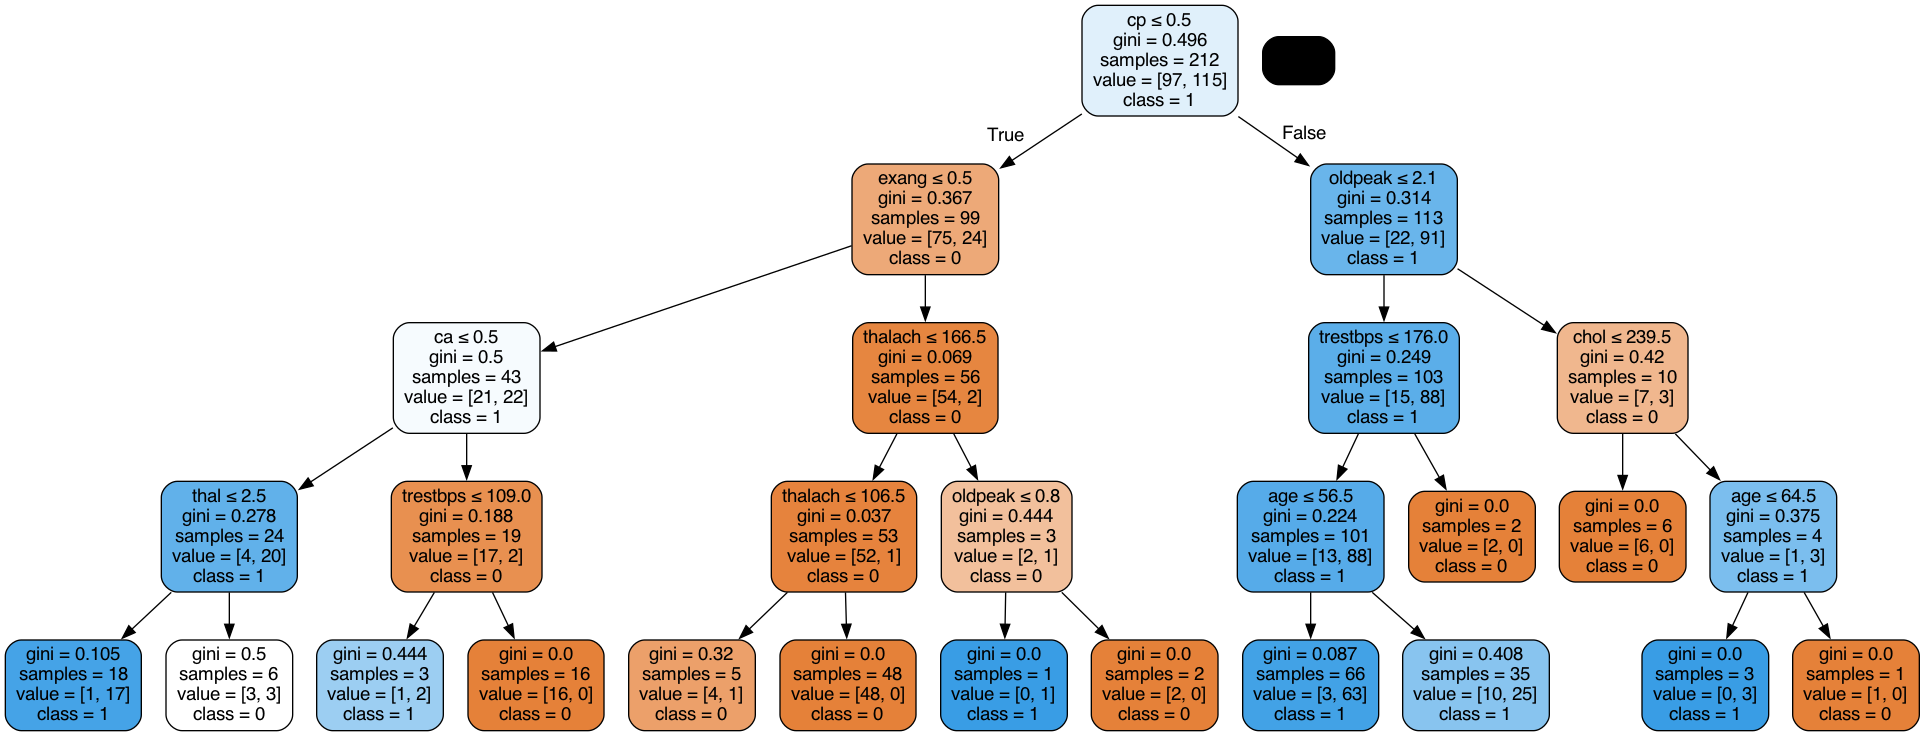 cp ≤ 0.5
gini = 0.496
samples = 212
value = [97, 115]
class = 1
True
False
exang ≤ 0.5
gini = 0.367
samples = 99
value = [75, 24]
class = 0
oldpeak ≤ 2.1
gini = 0.314
samples = 113
value = [22, 91]
class = 1
ca ≤ 0.5
gini = 0.5
samples = 43
value = [21, 22]
class = 1
thalach ≤ 166.5
gini = 0.069
samples = 56
value = [54, 2]
class = 0
trestbps ≤ 176.0
gini = 0.249
samples = 103
value = [15, 88]
class = 1
chol ≤ 239.5
gini = 0.42
samples = 10
value = [7, 3]
class = 0
thal ≤ 2.5
gini = 0.278
samples = 24
value = [4, 20]
class = 1
trestbps ≤ 109.0
gini = 0.188
samples = 19
value = [17, 2]
class = 0
thalach ≤ 106.5
gini = 0.037
samples = 53
value = [52, 1]
class = 0
oldpeak ≤ 0.8
gini = 0.444
samples = 3
value = [2, 1]
class = 0
age ≤ 56.5
gini = 0.224
samples = 101
value = [13, 88]
class = 1
gini = 0.0
samples = 2
value = [2, 0]
class = 0
gini = 0.0
samples = 6
value = [6, 0]
class = 0
age ≤ 64.5
gini = 0.375
samples = 4
value = [1, 3]
class = 1
gini = 0.105
samples = 18
value = [1, 17]
class = 1
gini = 0.5
samples = 6
value = [3, 3]
class = 0
gini = 0.444
samples = 3
value = [1, 2]
class = 1
gini = 0.0
samples = 16
value = [16, 0]
class = 0
gini = 0.32
samples = 5
value = [4, 1]
class = 0
gini = 0.0
samples = 48
value = [48, 0]
class = 0
gini = 0.0
samples = 1
value = [0, 1]
class = 1
gini = 0.0
samples = 2
value = [2, 0]
class = 0
gini = 0.087
samples = 66
value = [3, 63]
class = 1
gini = 0.408
samples = 35
value = [10, 25]
class = 1
gini = 0.0
samples = 3
value = [0, 3]
class = 1
gini = 0.0
samples = 1
value = [1, 0]
class = 0